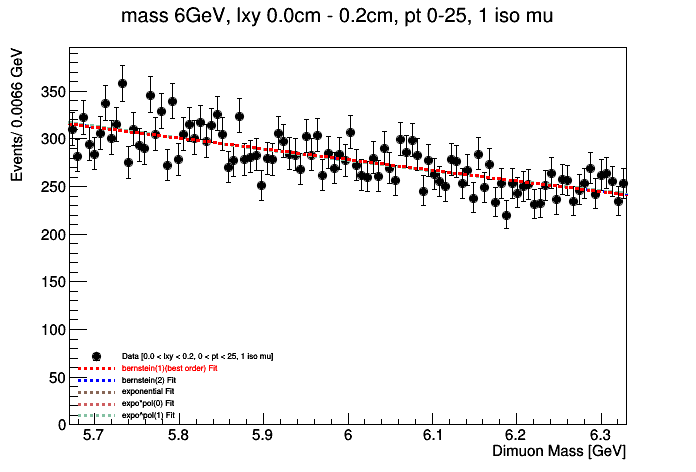 mass 6GeV, lxy 0.0cm - 0.2cm, pt 0-25, 1 iso mu
Events/ 0.0066 GeV
350
300
250
200
150
100
50
0
Data [0.0 < lxy < 0.2, 0 < pt < 25, 1 iso mu]
bernstein(1)(best order) Fit
bernstein(2) Fit
exponential Fit
expo*pol(0) Fit
expo*pol(1) Fit
5.7 5.8 5.9 6 6.1 6.2 6.3
Dimuon Mass [GeV]